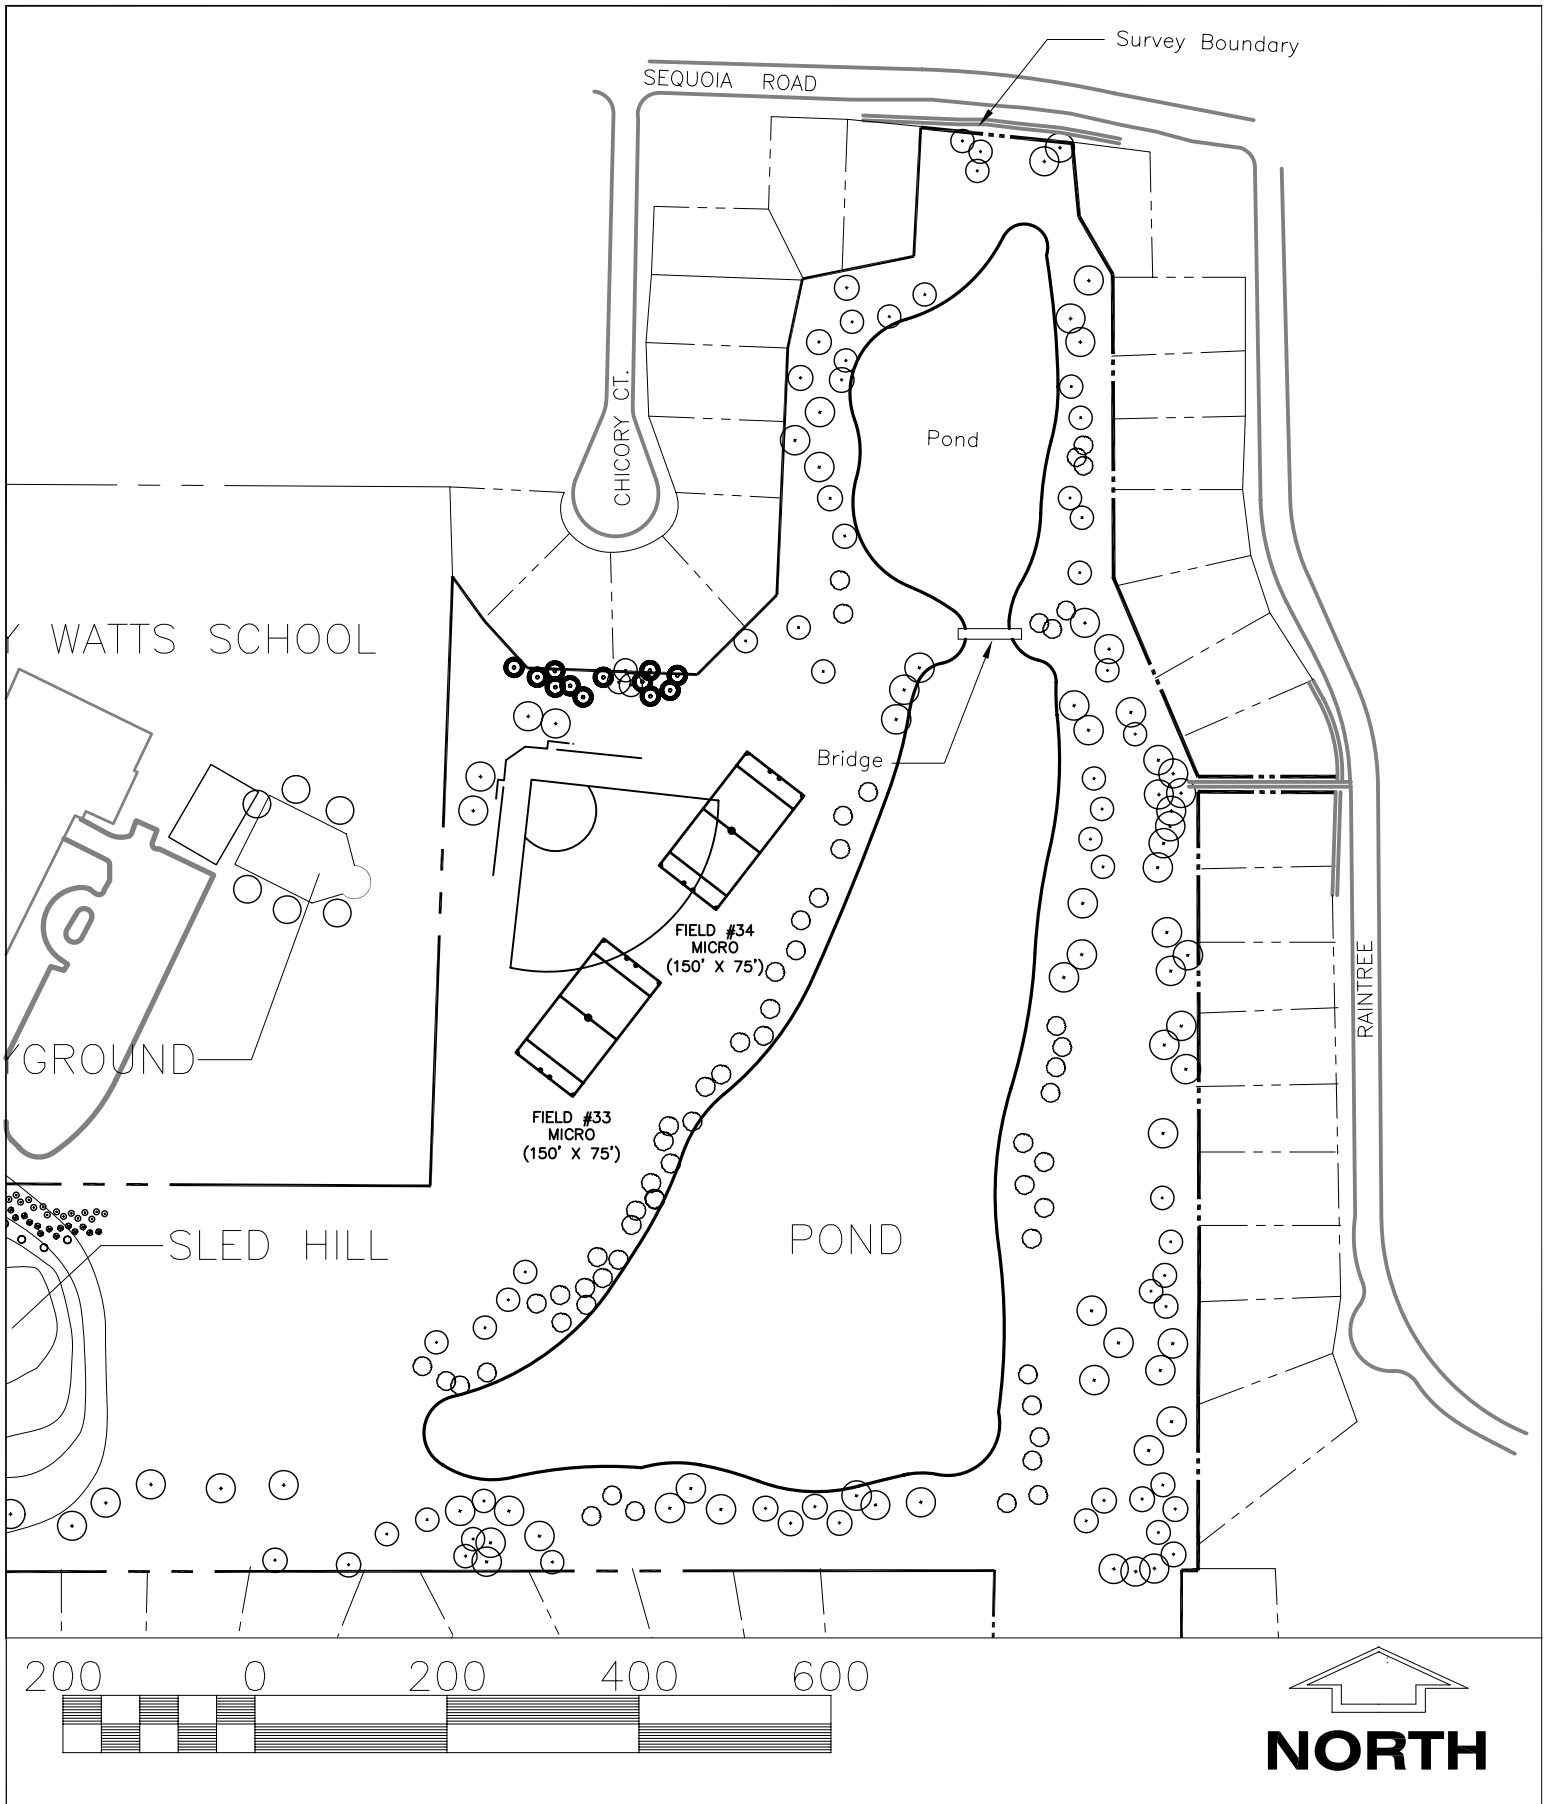 Survey Boundary
SEQUOIA ROAD
CHICORY CT.
Pond
Y WATTS SCHOOL
Bridge
FIELD #34
MICRO
(150' X 75')
RAINTREE
YGROUND
FIELD #33
MICRO
(150' X 75')
POND
SLED HILL
200 0 200 400 600
NORTH